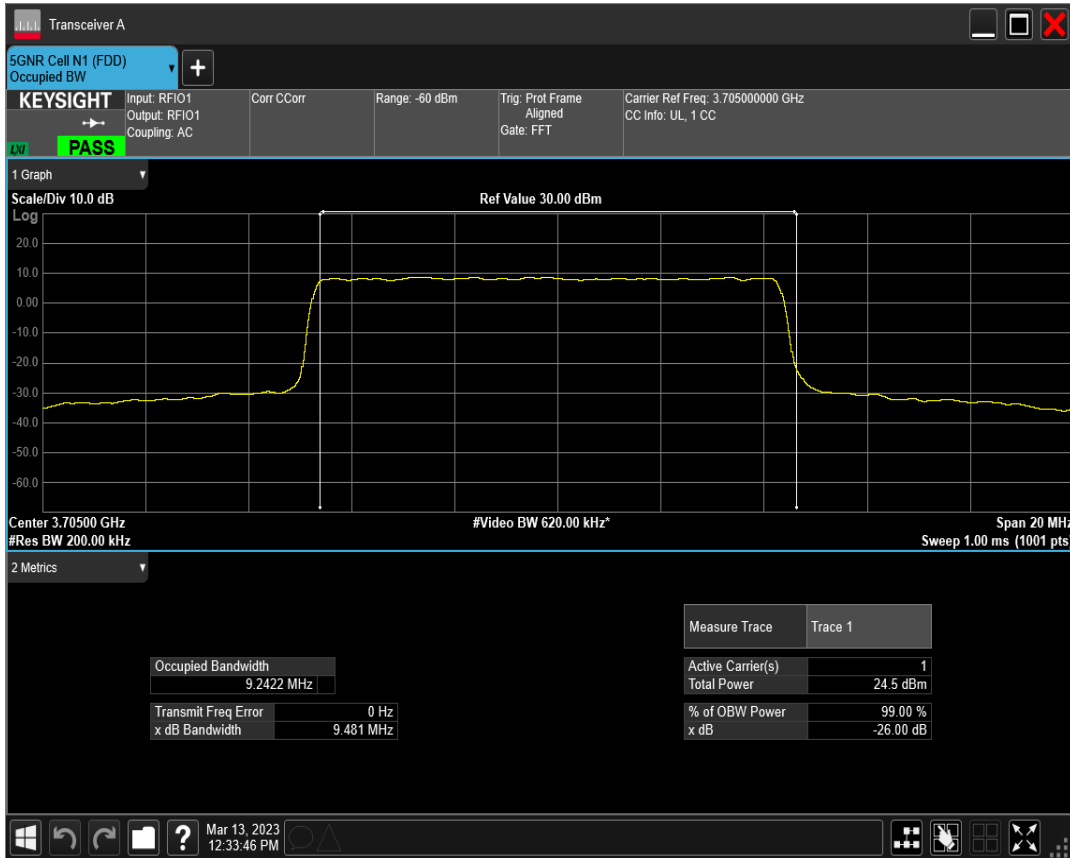 Transceiver A
5GNR Cell N1 (FDD)
Occupied BW
+
KEYSIGHT
LXI
PASS
Input: RFIO1
Output: RFIO1
Coupling: AC
Corr CCorr
Range: -60 dBm
Trig: Prot Frame
Aligned
Gate: FFT
Carrier Ref Freq: 3.705000000 GHz
CC Info: UL, 1 CC
1 Graph
Scale/Div 10.0 dB
Ref Value 30.00 dBm
Log
20.0
10.0
0.00
-10.0
-20.0
-30.0
-40.0
-50.0
-60.0
Center 3.70500 GHz
#Video BW 620.00 kHz*
Span 20 MHz
#Res BW 200.00 kHz
Sweep 1.00 ms (1001 pts)
2 Metrics
Measure Trace Trace 1
Occupied Bandwidth
9.2422 MHz
Active Carrier(s) 1
Total Power 24.5 dBm
Transmit Freq Error 0 Hz
x dB Bandwidth 9.481 MHz
% of OBW Power 99.00 %
x dB -26.00 dB
?
Mar 13, 2023
12:33:46 PM